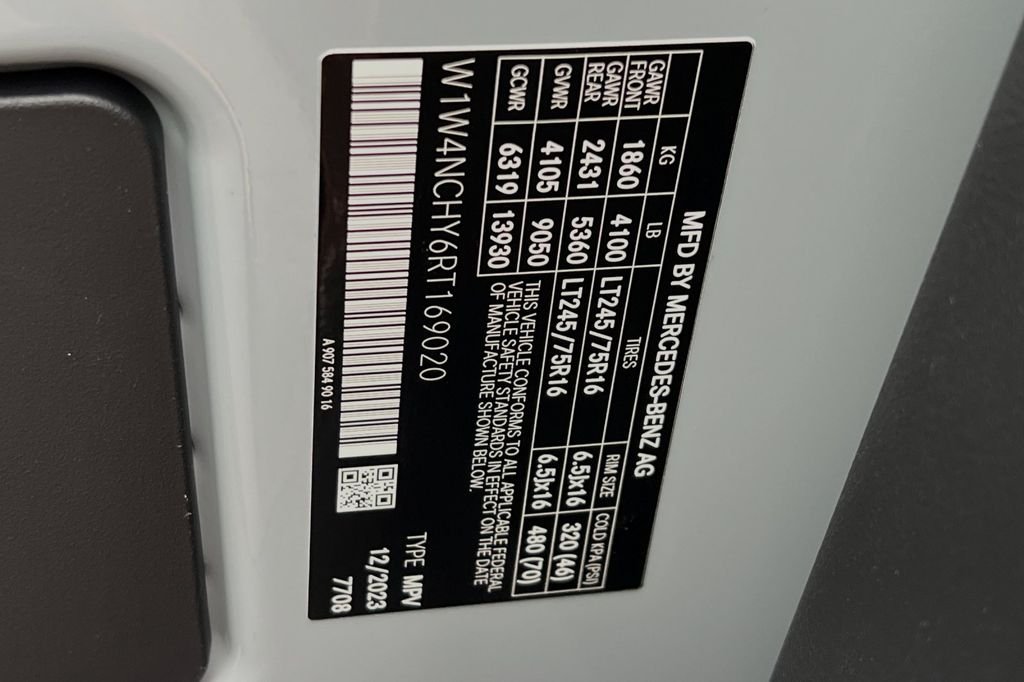 MFD BY MERCEDES-BENZ AG
KG LB TIRES RIM SIZE COLD KPA(PSI)
GAWR FRONT 1860 4100 LT245/75R16 6.5Jx16 320 (46)
GAWR REAR 2431 5360 LT245/75R16 6.5Jx16 480 (70)
GVWR 4105 9050
GCWR 6319 13930
THIS VEHICLE CONFORMS TO ALL APPLICABLE FEDERAL
VEHICLE SAFETY STANDARDS IN EFFECT ON THE DATE
OF MANUFACTURE SHOWN BELOW.
W1W4NCHY6RT169020
TYPE MPV
12/2023
7708
A 907 584 90 16